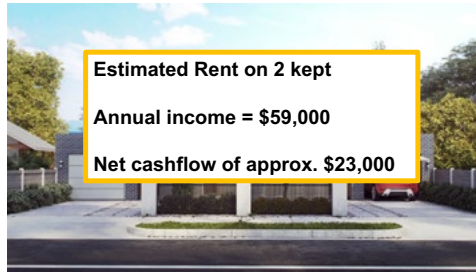 Estimated Rent on 2 kept
Annual income = $59,000
Net cashflow of approx. $23,000